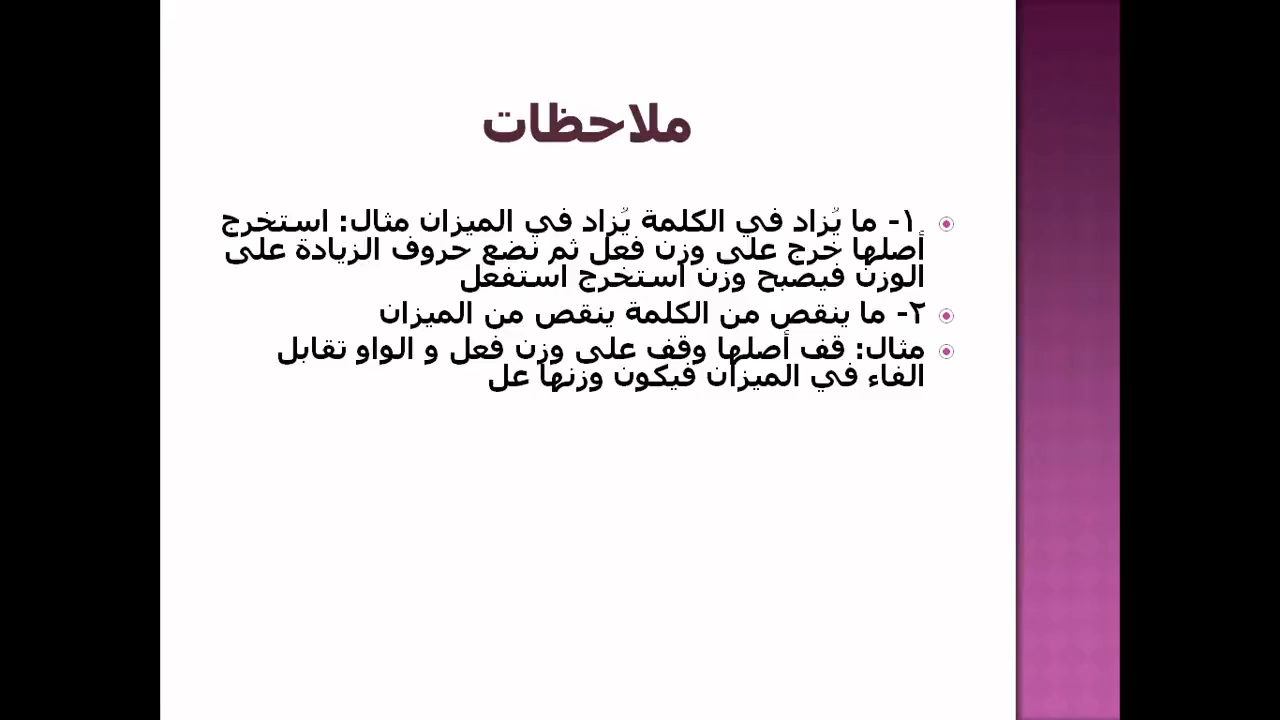 ملاحظات
١- ما يُزاد في الكلمة يُزاد في الميزان مثال: استخرج
أصلها خرج على وزن فعل ثم نضع حروف الزيادة على
الوزن فيصبح وزن استخرج استفعل
٢- ما ينقص من الكلمة ينقص من الميزان
مثال: قف أصلها وقف على وزن فعل و الواو تقابل
الفاء في الميزان فيكون وزنها عل